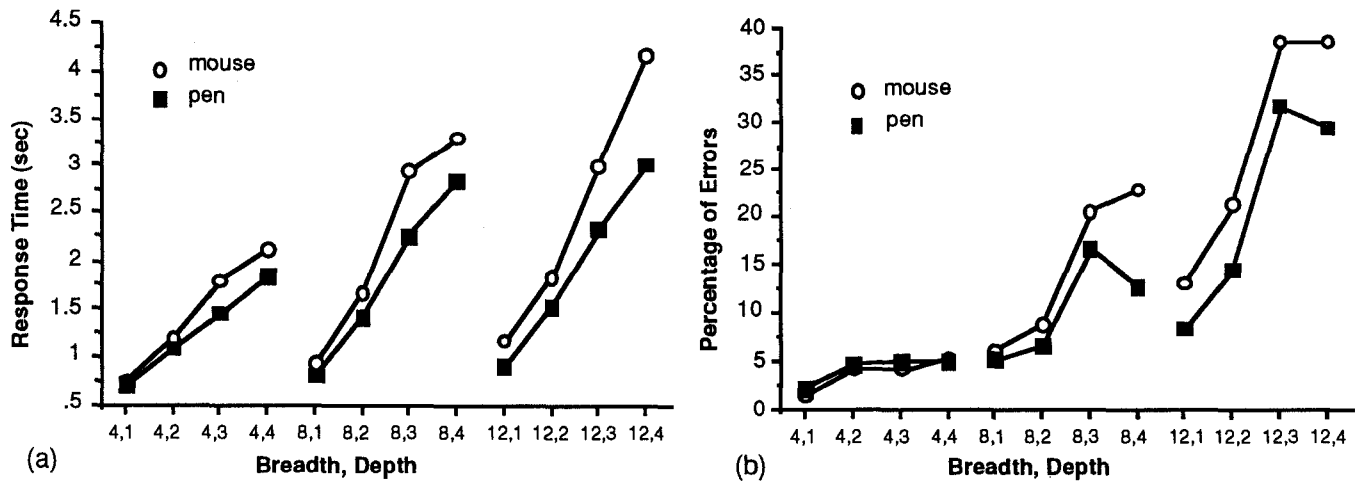 4.5
4
3.5
3
2.5
2
1.5
1
.5
Response Time (sec)
mouse
pen
4,1 4,2 4,3 4,4 8,1 8,2 8,3 8,4 12,1 12,2 12,3 12,4
(a) Breadth, Depth
40
35
30
25
20
15
10
5
0
Percentage of Errors
mouse
pen
4,1 4,2 4,3 4,4 8,1 8,2 8,3 8,4 12,1 12,2 12,3 12,4
(b) Breadth, Depth